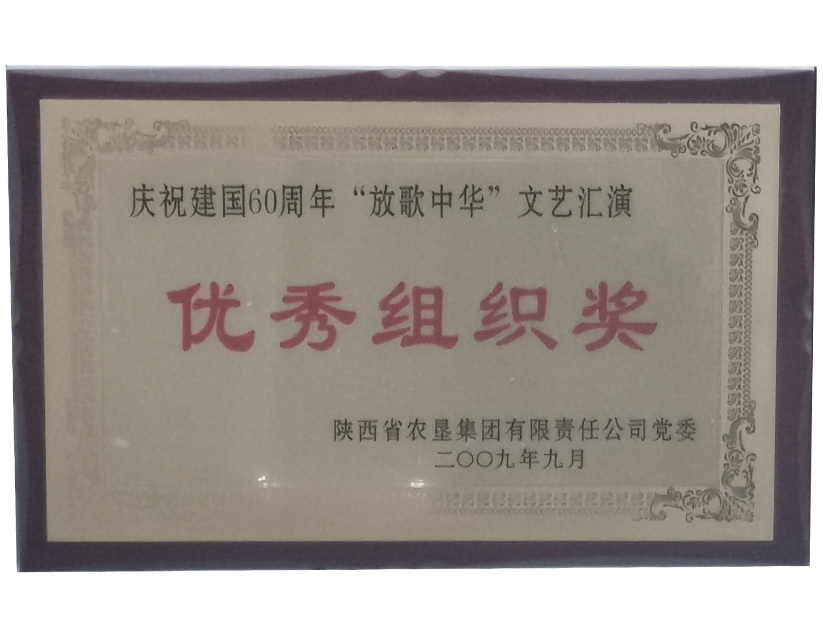 庆祝建国60周年“放歌中华”文艺汇演
优秀组织奖
陕西省农垦集团有限责任公司党委
二〇〇九年九月